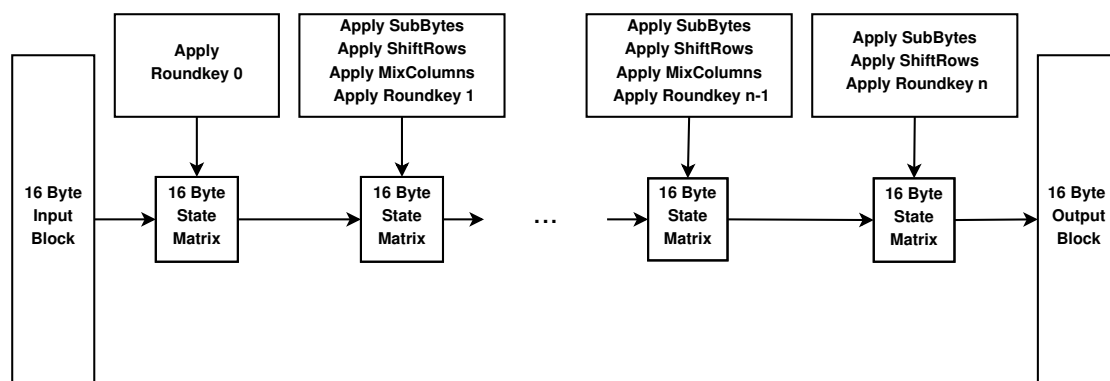 Apply
Roundkey 0
Apply SubBytes
Apply ShiftRows
Apply MixColumns
Apply Roundkey 1
Apply SubBytes
Apply ShiftRows
Apply MixColumns
Apply Roundkey n-1
Apply SubBytes
Apply ShiftRows
Apply Roundkey n
16 Byte
Input
Block
16 Byte
State
Matrix
16 Byte
State
Matrix
...
16 Byte
State
Matrix
16 Byte
State
Matrix
16 Byte
Output
Block